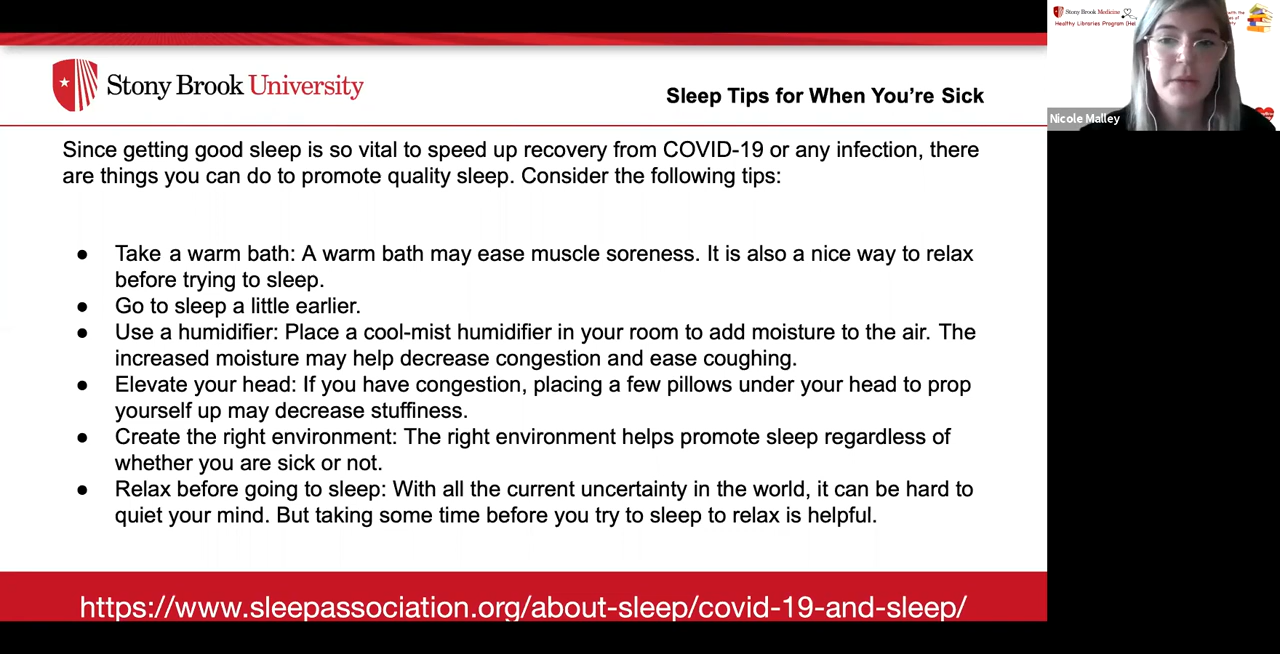 Stony Brook University
Sleep Tips for When You're Sick
Since getting good sleep is so vital to speed up recovery from COVID-19 or any infection, there
are things you can do to promote quality sleep. Consider the following tips:
● Take a warm bath: A warm bath may ease muscle soreness. It is also a nice way to relax
before trying to sleep.
● Go to sleep a little earlier.
● Use a humidifier: Place a cool-mist humidifier in your room to add moisture to the air. The
increased moisture may help decrease congestion and ease coughing.
● Elevate your head: If you have congestion, placing a few pillows under your head to prop
yourself up may decrease stuffiness.
● Create the right environment: The right environment helps promote sleep regardless of
whether you are sick or not.
● Relax before going to sleep: With all the current uncertainty in the world, it can be hard to
quiet your mind. But taking some time before you try to sleep to relax is helpful.
https://www.sleepassociation.org/about-sleep/covid-19-and-sleep/
Stony Brook Medicine
Healthy Libraries Program
Nicole Malley